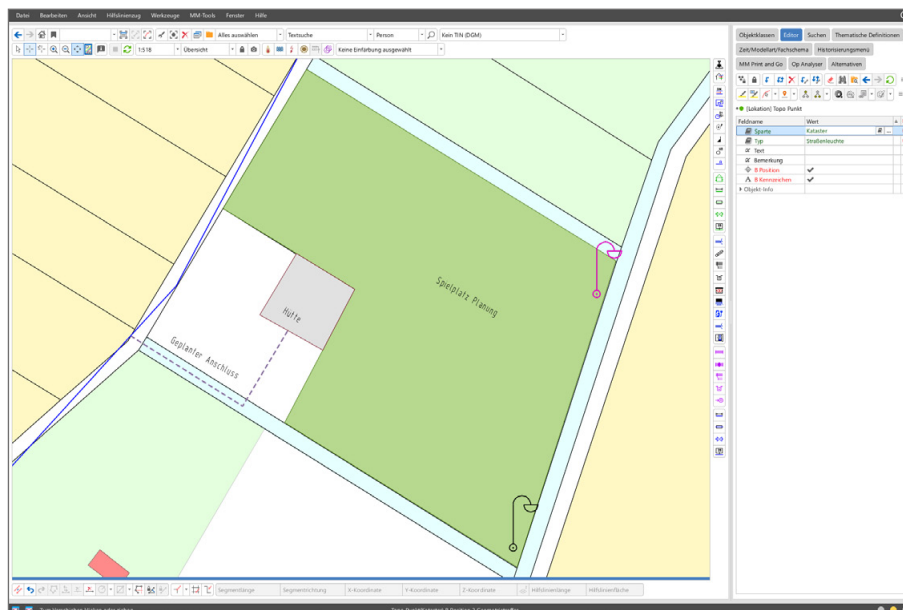 Datei Bearbeiten Ansicht Hilfslinienzug Werkzeuge MM-Tools Fenster Hilfe
Alles auswählen Textsuche Person Kein TIN (DGM)
1:518 Übersicht Keine Einfärbung ausgewählt
Objektklassen Editor Suchen Thematische Definitionen
Zeit/Modellart/Fachschema Historisierungsmenü
MM Print and Go Op Analyser Alternativen
[Lokation] Topo Punkt
Feldname Wert
Sparte Kataster
Typ Straßenleuchte
Text
Bemerkung
B Position
B Kennzeichen
Objekt-Info
Spielplatz Planung
Hütte
Geplanter Anschluss
Segmentlänge Segmentrichtung X-Koordinate Y-Koordinate Z-Koordinate Hilfslinienlänge Hilfslinienfläche